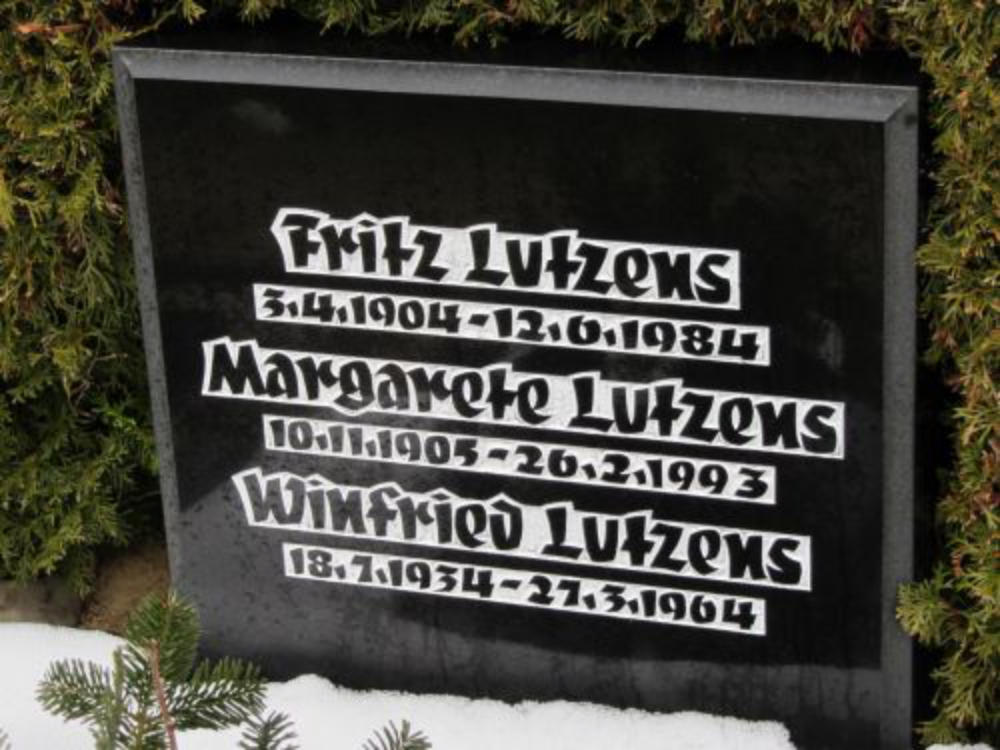 Fritz Lutzens
3.4.1904-12.6.1984
Margarete Lutzens
10.11.1905-26.2.1993
Winfried Lutzens
18.7.1934-27.3.1964